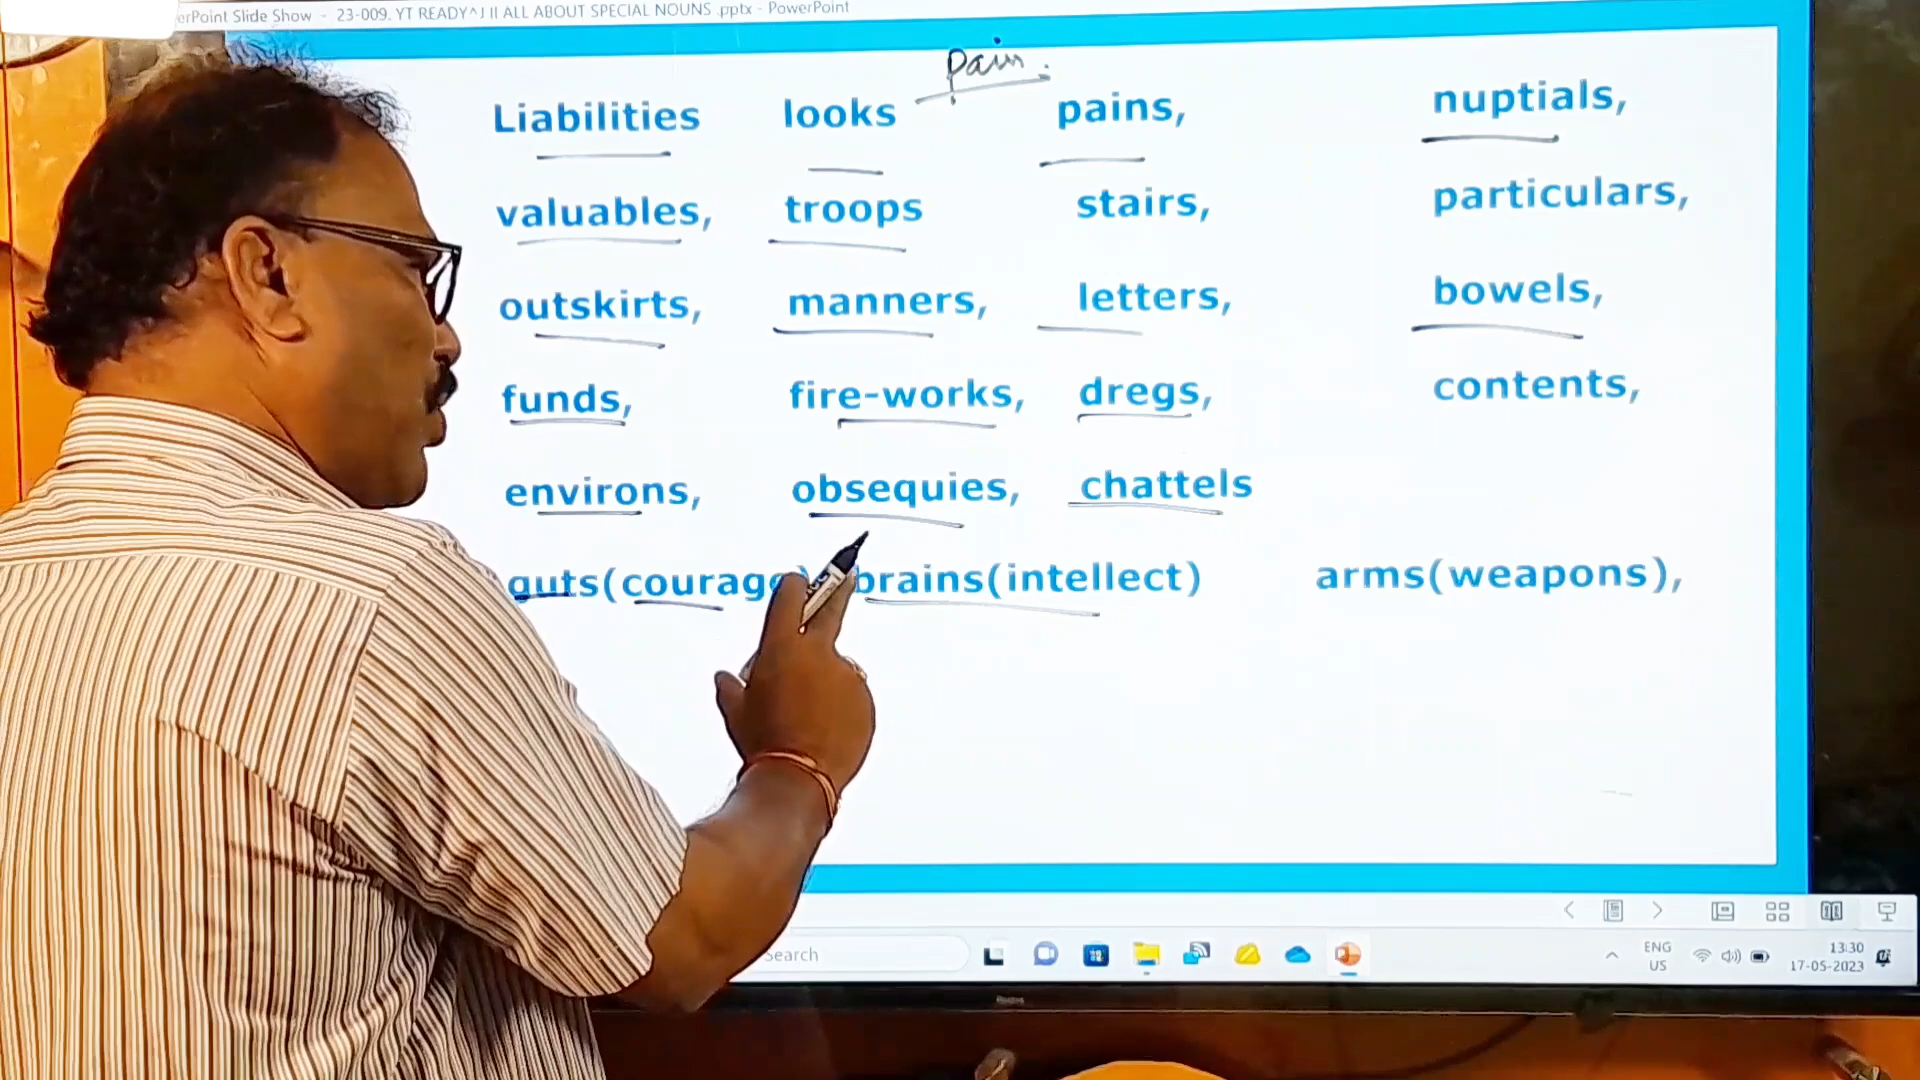 erPoint Slide Show - 23-009. YT READY^J II ALL ABOUT SPECIAL NOUNS .pptx - PowerPoint
pain.
Liabilities looks pains, nuptials,
valuables, troops stairs, particulars,
outskirts, manners, letters, bowels,
funds, fire-works, dregs, contents,
environs, obsequies, chattels
guts(courage) brains(intellect) arms(weapons),
Search
ENG
US
13:30
17-05-2023